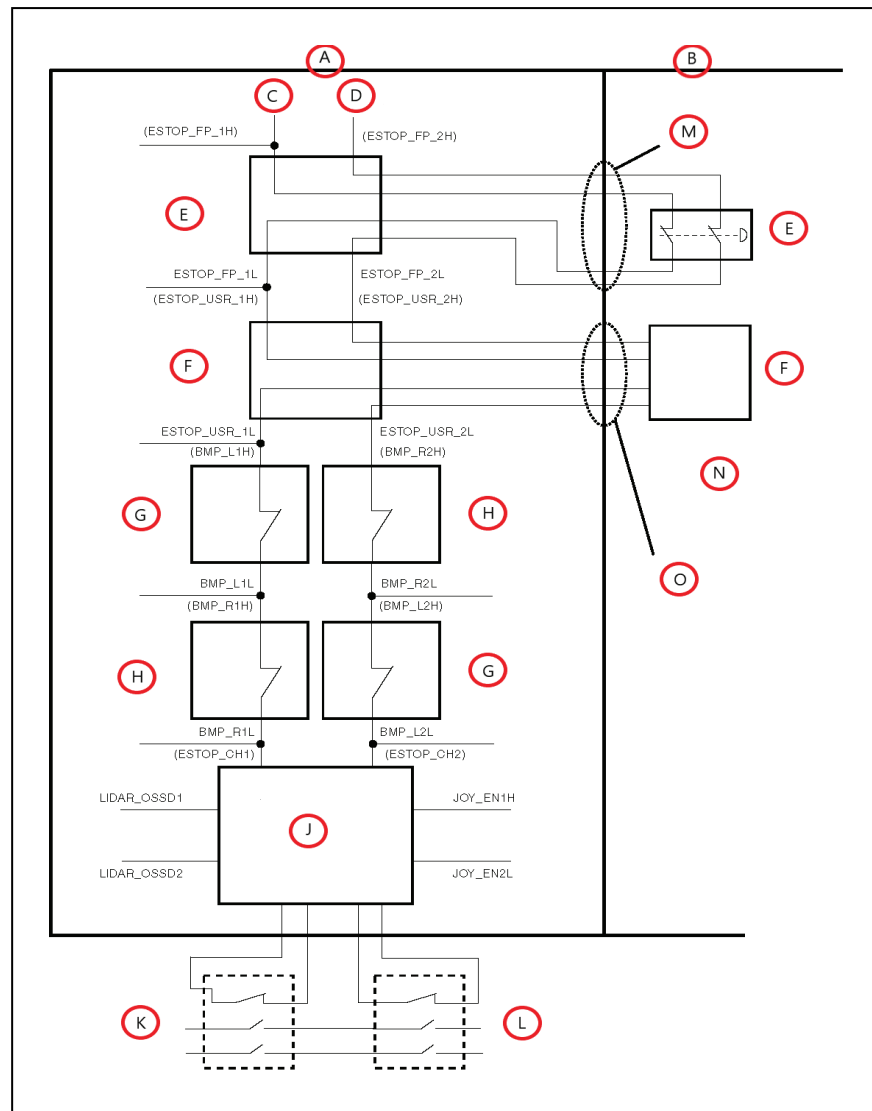 A
B
C
D
(ESTOP_FP_1H)
(ESTOP_FP_2H)
M
E
E
ESTOP_FP_1L
(ESTOP_USR_1H)
ESTOP_FP_2L
(ESTOP_USR_2H)
F
F
ESTOP_USR_1L
(BMP_L1H)
ESTOP_USR_2L
(BMP_R2H)
N
G
H
O
BMP_L1L
(BMP_R1H)
BMP_R2L
(BMP_L2H)
H
G
BMP_R1L
(ESTOP_CH1)
BMP_L2L
(ESTOP_CH2)
LIDAR_OSSD1
JOY_EN1H
J
LIDAR_OSSD2
JOY_EN2L
K
L